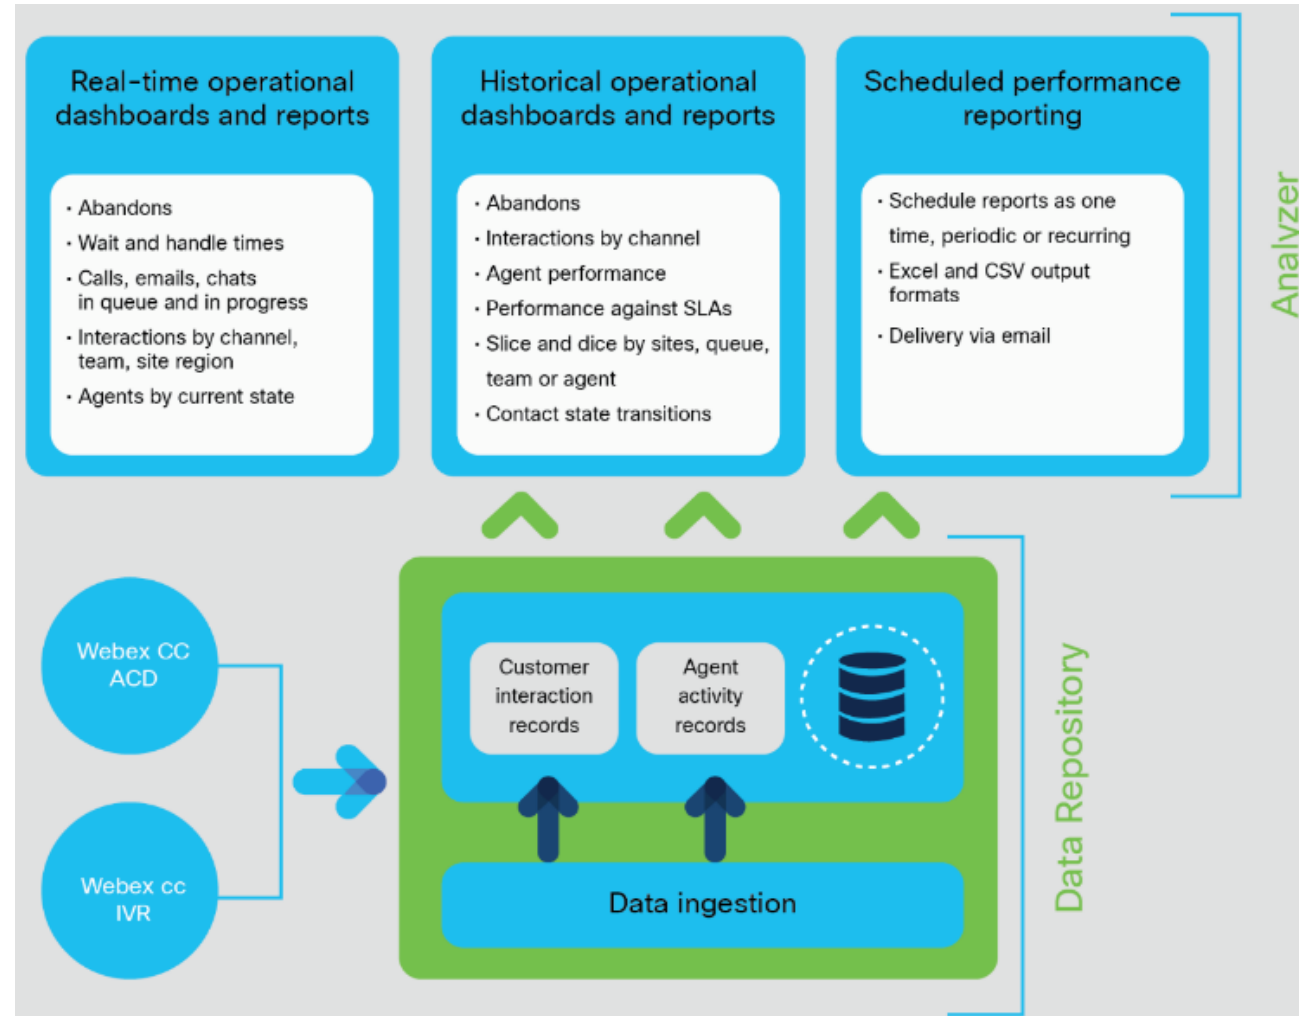 Real-time operational
dashboards and reports
· Abandons
· Wait and handle times
· Calls, emails, chats
in queue and in progress
· Interactions by channel,
team, site region
· Agents by current state
Historical operational
dashboards and reports
· Abandons
· Interactions by channel
· Agent performance
· Performance against SLAs
· Slice and dice by sites, queue,
team or agent
· Contact state transitions
Scheduled performance
reporting
· Schedule reports as one
time, periodic or recurring
· Excel and CSV output
formats
· Delivery via email
Analyzer
Webex CC
ACD
Webex cc
IVR
Customer
interaction
records
Agent
activity
records
Data ingestion
Data Repository